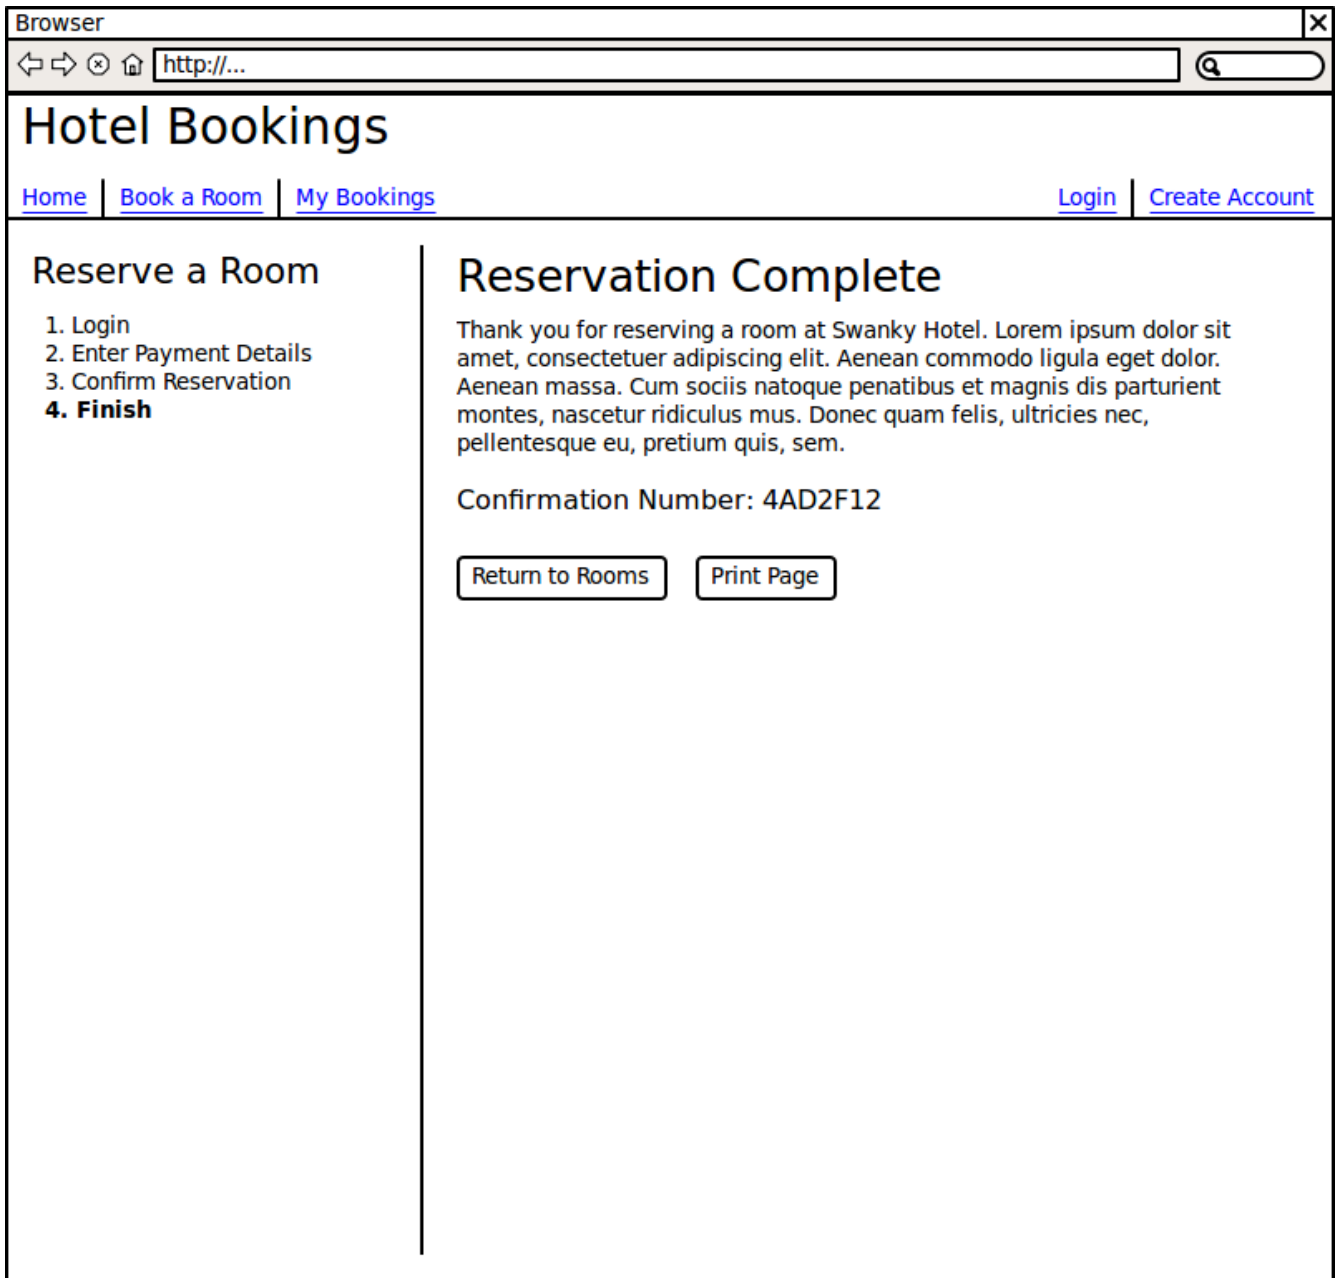 Browser
http://...
Hotel Bookings
Home
Book a Room
My Bookings
Login
Create Account
Reserve a Room
1. Login
2. Enter Payment Details
3. Confirm Reservation
4. Finish
Reservation Complete
Thank you for reserving a room at Swanky Hotel. Lorem ipsum dolor sit
amet, consectetuer adipiscing elit. Aenean commodo ligula eget dolor.
Aenean massa. Cum sociis natoque penatibus et magnis dis parturient
montes, nascetur ridiculus mus. Donec quam felis, ultricies nec,
pellentesque eu, pretium quis, sem.
Confirmation Number: 4AD2F12
Return to Rooms
Print Page